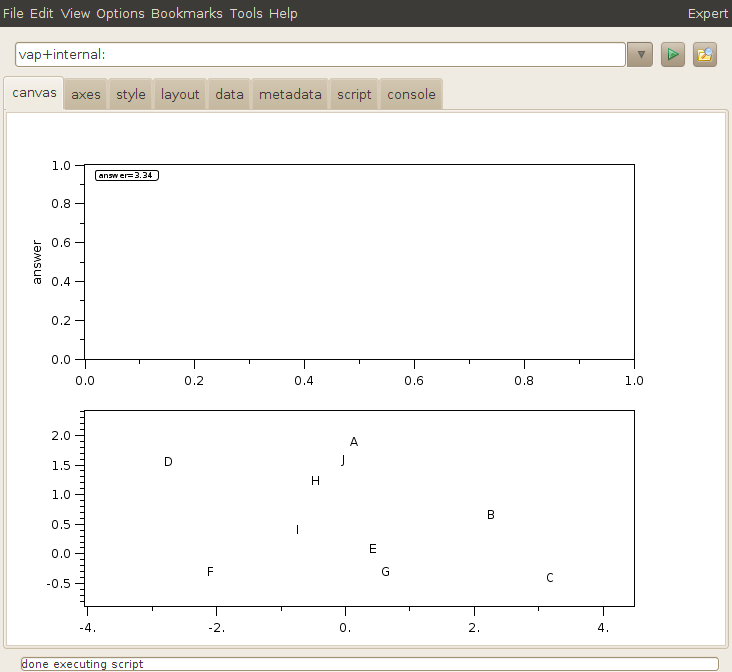 File Edit View Options Bookmarks Tools Help Expert
vap+internal:
canvas axes style layout data metadata script console
1.0
answer=3.34
0.8
0.6
answer
0.4
0.2
0.0
0.0 0.2 0.4 0.6 0.8 1.0
2.0
A
1.5
D
J
H
1.0
B
0.5
I
E
0.0
F
G
C
-0.5
-4. -2. 0. 2. 4.
done executing script